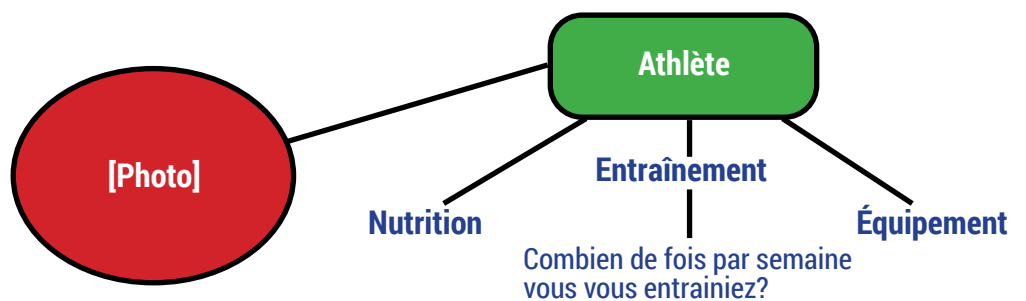 Athlète
[Photo]
Entraînement
Nutrition
Équipement
Combien de fois par semaine
vous vous entrainiez?